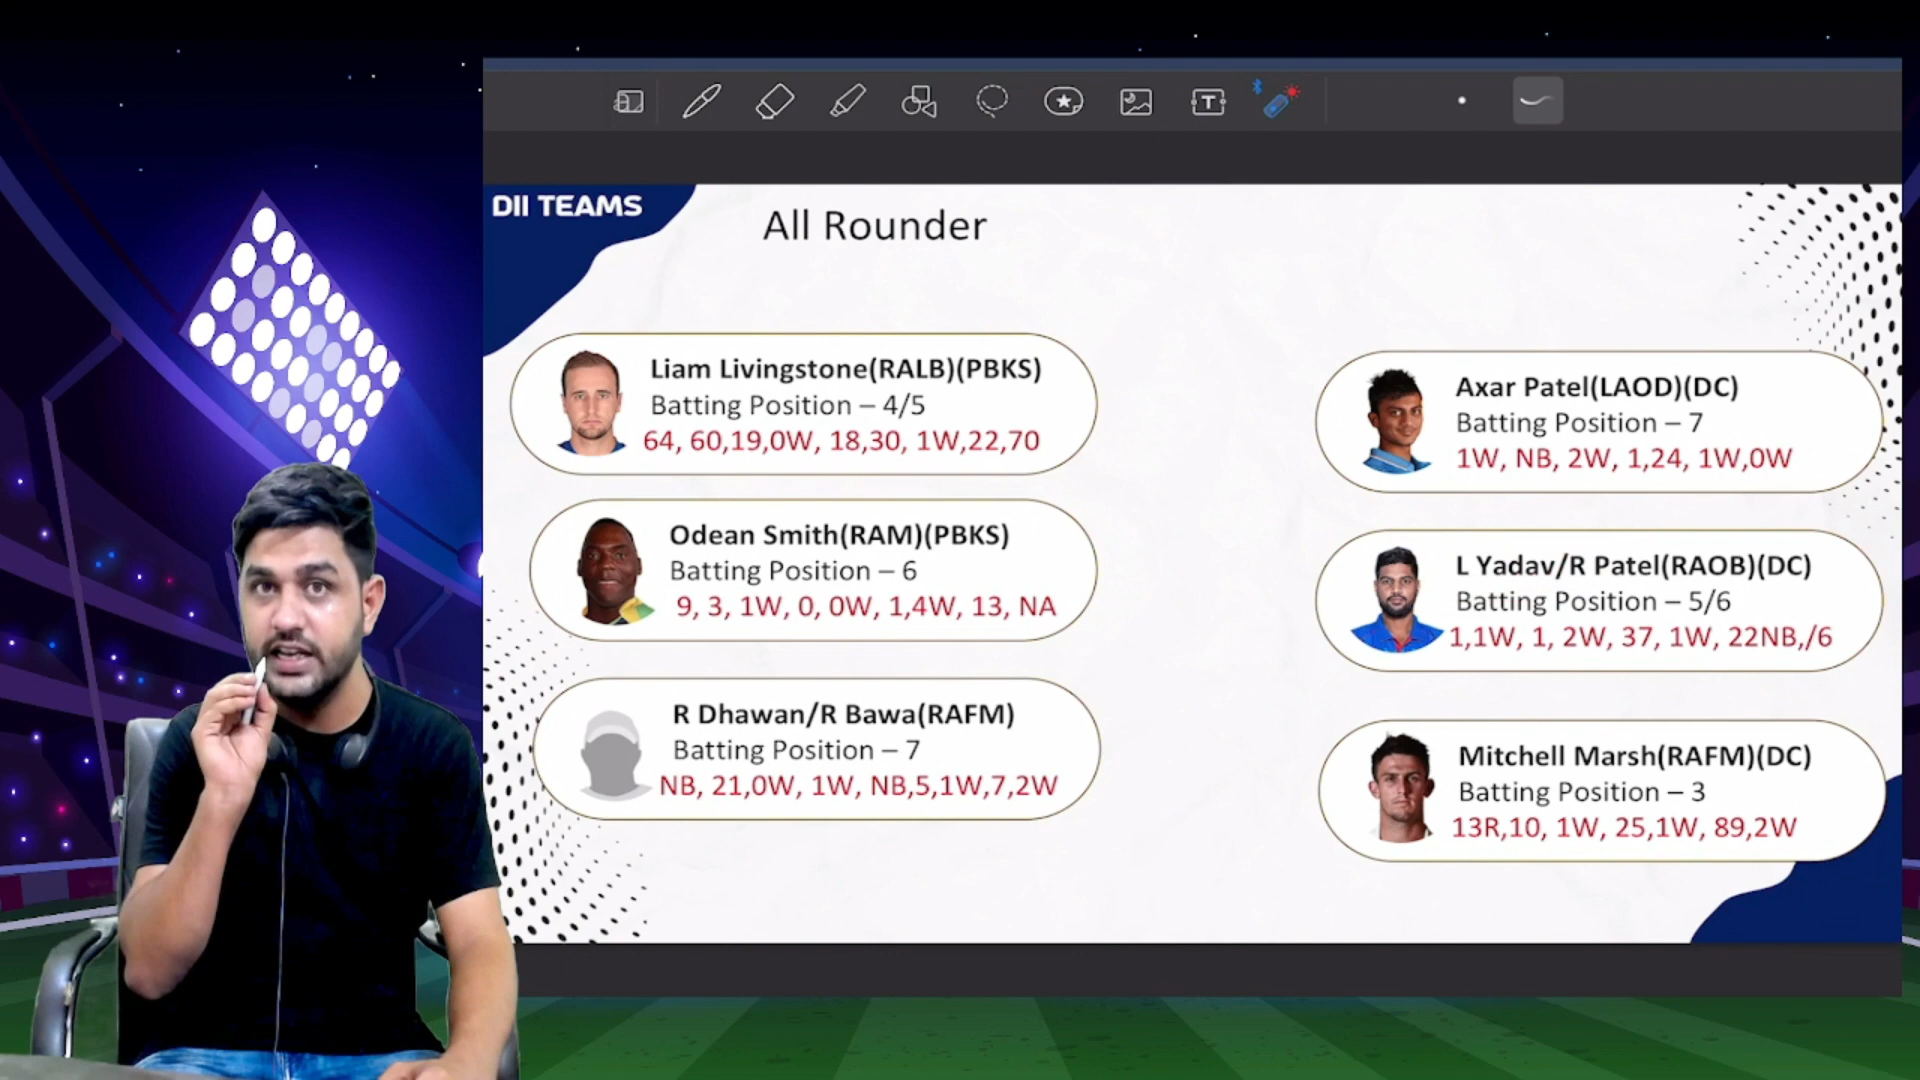 DII TEAMS
All Rounder
Liam Livingstone(RALB)(PBKS)
Batting Position – 4/5
64, 60,19,0W, 18,30, 1W,22,70
Odean Smith(RAM)(PBKS)
Batting Position – 6
9, 3, 1W, 0, 0W, 1,4W, 13, NA
R Dhawan/R Bawa(RAFM)
Batting Position – 7
NB, 21,0W, 1W, NB,5,1W,7,2W
Axar Patel(LAOD)(DC)
Batting Position – 7
1W, NB, 2W, 1,24, 1W,0W
L Yadav/R Patel(RAOB)(DC)
Batting Position – 5/6
1,1W, 1, 2W, 37, 1W, 22NB,/6
Mitchell Marsh(RAFM)(DC)
Batting Position – 3
13R,10, 1W, 25,1W, 89,2W